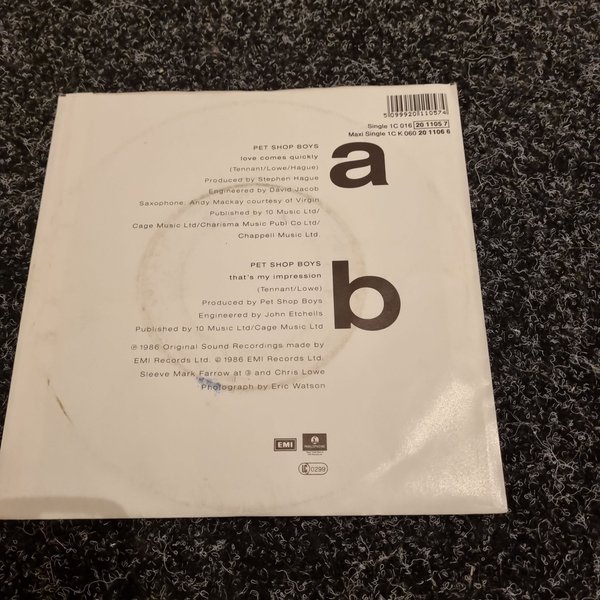 5 099920 110574
Single 1C 016 20 1105 7
Maxi Single 1C K 060 20 1106 6
a
PET SHOP BOYS
love comes quickly
(Tennant/Lowe/Hague)
Produced by Stephen Hague
Engineered by David Jacob
Saxophone: Andy Mackay courtesy of Virgin
Published by 10 Music Ltd/
Cage Music Ltd/Charisma Music Publ Co Ltd/
Chappell Music Ltd.
b
PET SHOP BOYS
that's my impression
(Tennant/Lowe)
Produced by Pet Shop Boys
Engineered by John Etchells
Published by 10 Music Ltd/Cage Music Ltd
℗ 1986 Original Sound Recordings made by
EMI Records Ltd. © 1986 EMI Records Ltd.
Sleeve Mark Farrow at ③ and Chris Lowe
Photograph by Eric Watson
EMI
PARLOPHONE
LC 0299